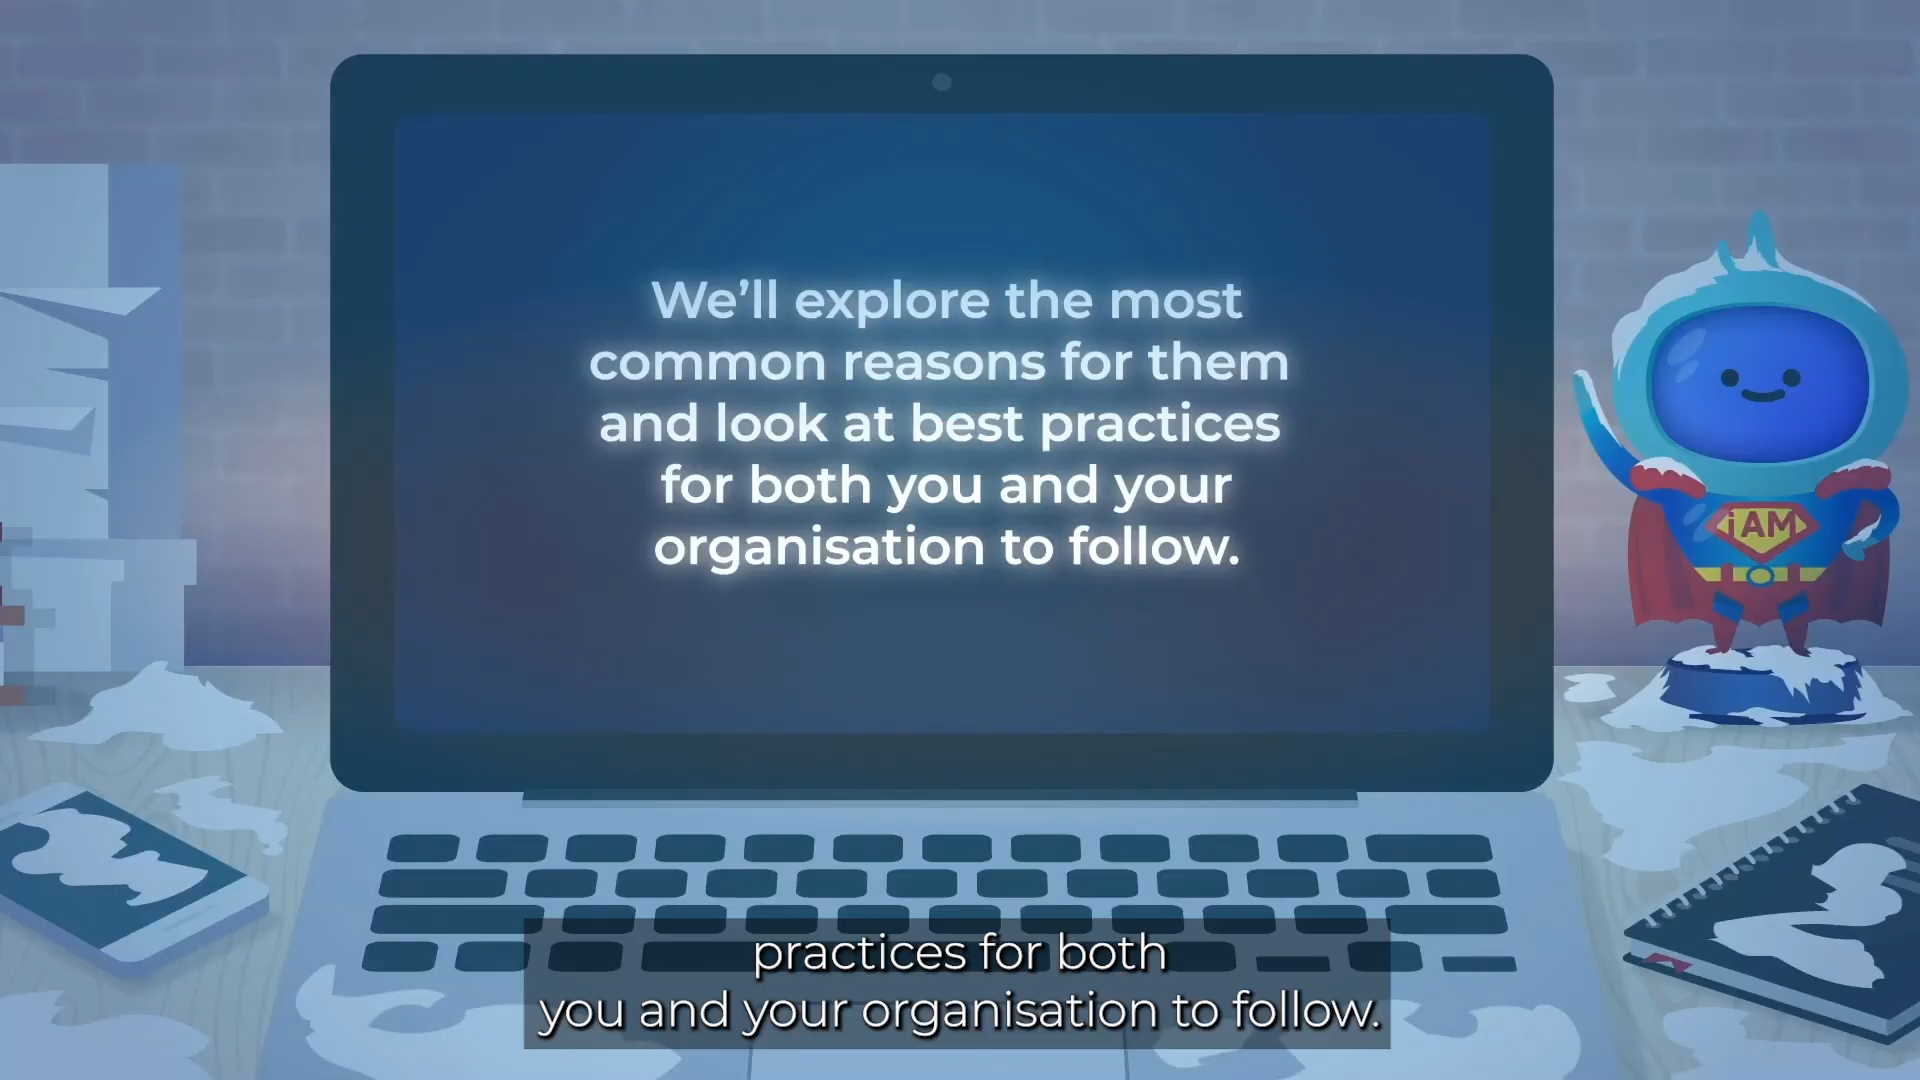 We’ll explore the most
common reasons for them
and look at best practices
for both you and your
organisation to follow.
iAM
practices for both
you and your organisation to follow.